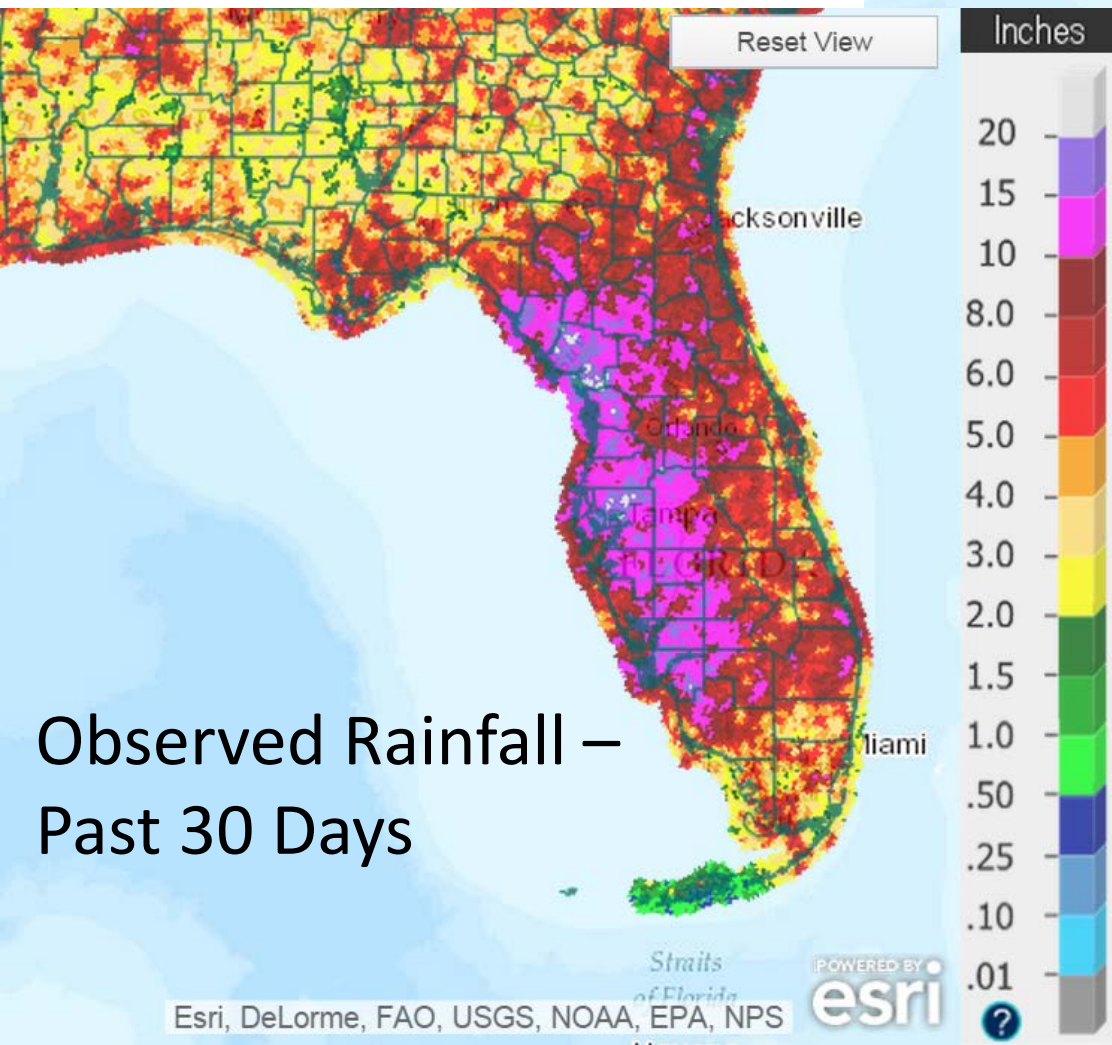 Reset View
Inches
20
15
10
8.0
6.0
5.0
4.0
3.0
2.0
1.5
1.0
.50
.25
.10
.01
Jacksonville
Orlando
Tampa
FLORIDA
Miami
Observed Rainfall –
Past 30 Days
Straits
of Florida
POWERED BY
esri
Esri, DeLorme, FAO, USGS, NOAA, EPA, NPS
?